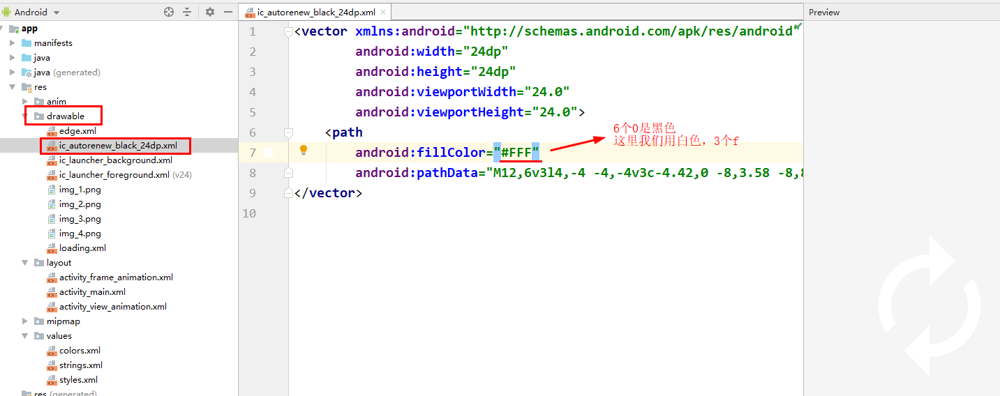 Android
app
manifests
java
java (generated)
res
anim
drawable
edge.xml
ic_autorenew_black_24dp.xml
ic_launcher_background.xml
ic_launcher_foreground.xml (v24)
img_1.png
img_2.png
img_3.png
img_4.png
loading.xml
layout
activity_frame_animation.xml
activity_main.xml
activity_view_animation.xml
mipmap
values
colors.xml
strings.xml
styles.xml
res (generated)
ic_autorenew_black_24dp.xml
1 <vector xmlns:android="http://schemas.android.com/apk/res/android"
2 android:width="24dp"
3 android:height="24dp"
4 android:viewportWidth="24.0"
5 android:viewportHeight="24.0">
6 <path
7 android:fillColor="#FFF"
8 android:pathData="M12,6v3l4,-4 -4,-4v3c-4.42,0 -8,3.58 -8,8
9 </vector>
10
6个0是黑色
这里我们用白色，3个f
Preview